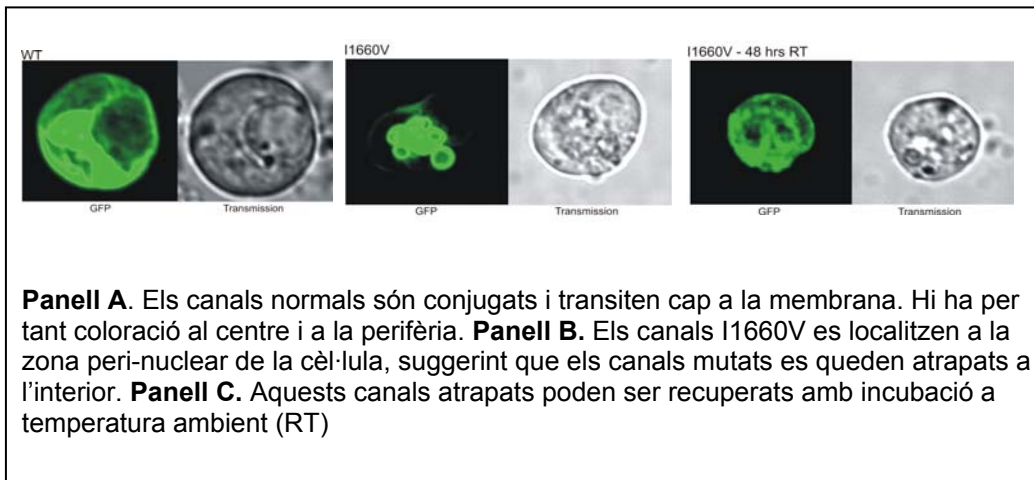 WT
I1660V
I1660V - 48 hrs RT
GFP
Transmission
GFP
Transmission
GFP
Transmission
Panell A. Els canals normals són conjugats i transiten cap a la membrana. Hi ha per
tant coloració al centre i a la perifèria. Panell B. Els canals I1660V es localitzen a la
zona peri-nuclear de la cèl·lula, suggerint que els canals mutats es queden atrapats a
l’interior. Panell C. Aquests canals atrapats poden ser recuperats amb incubació a
temperatura ambient (RT)